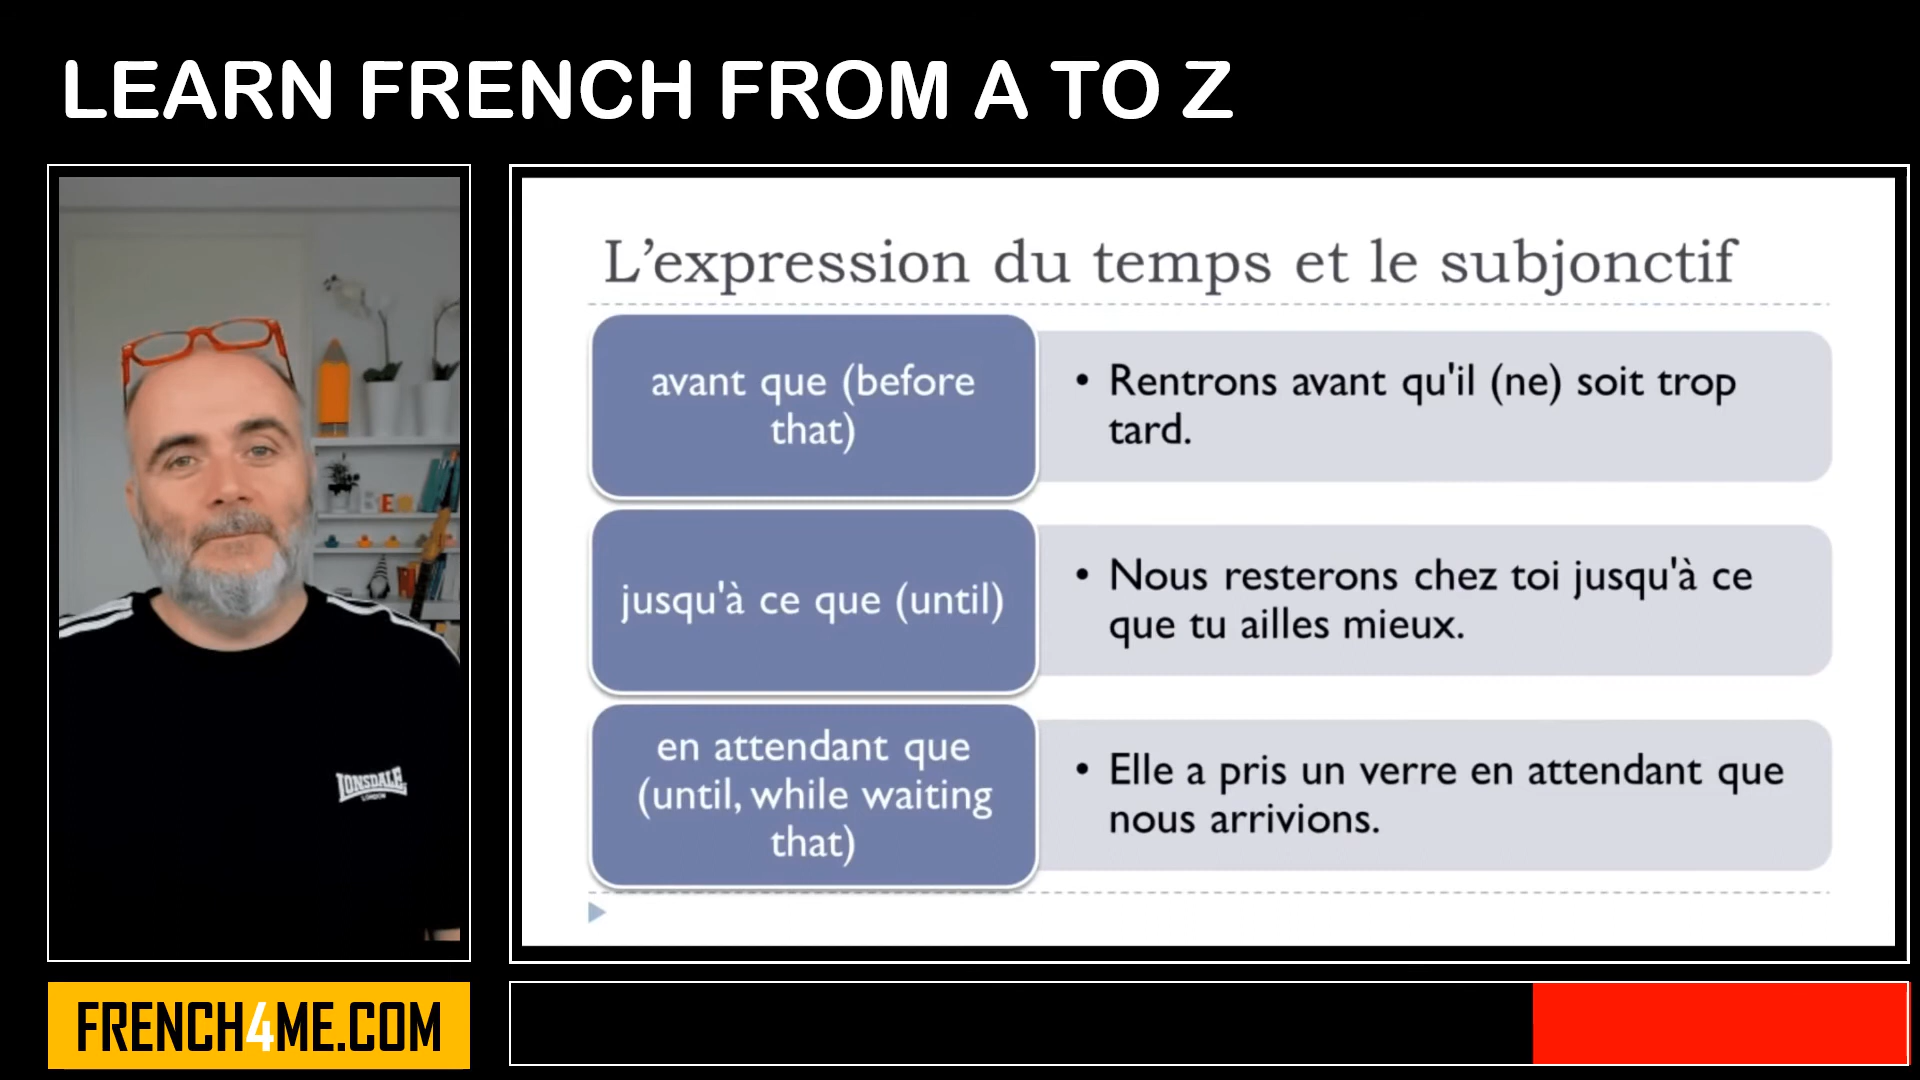 LEARN FRENCH FROM A TO Z
L’expression du temps et le subjonctif
avant que (before
that)
• Rentrons avant qu'il (ne) soit trop
tard.
jusqu'à ce que (until)
• Nous resterons chez toi jusqu'à ce
que tu ailles mieux.
en attendant que
(until, while waiting
that)
• Elle a pris un verre en attendant que
nous arrivions.
BE
LONSDALE
LONDON
FRENCH4ME.COM